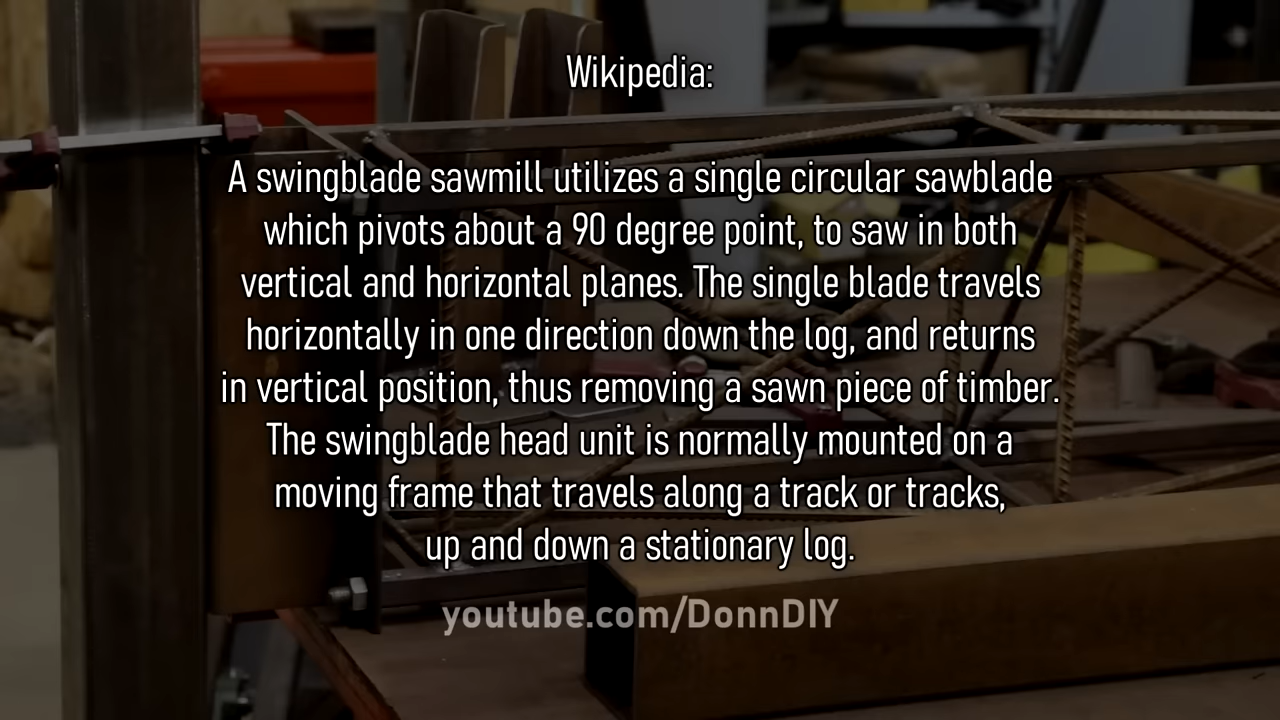 Wikipedia:
A swingblade sawmill utilizes a single circular sawblade
which pivots about a 90 degree point, to saw in both
vertical and horizontal planes. The single blade travels
horizontally in one direction down the log, and returns
in vertical position, thus removing a sawn piece of timber.
The swingblade head unit is normally mounted on a
moving frame that travels along a track or tracks,
up and down a stationary log.
youtube.com/DonnDIY